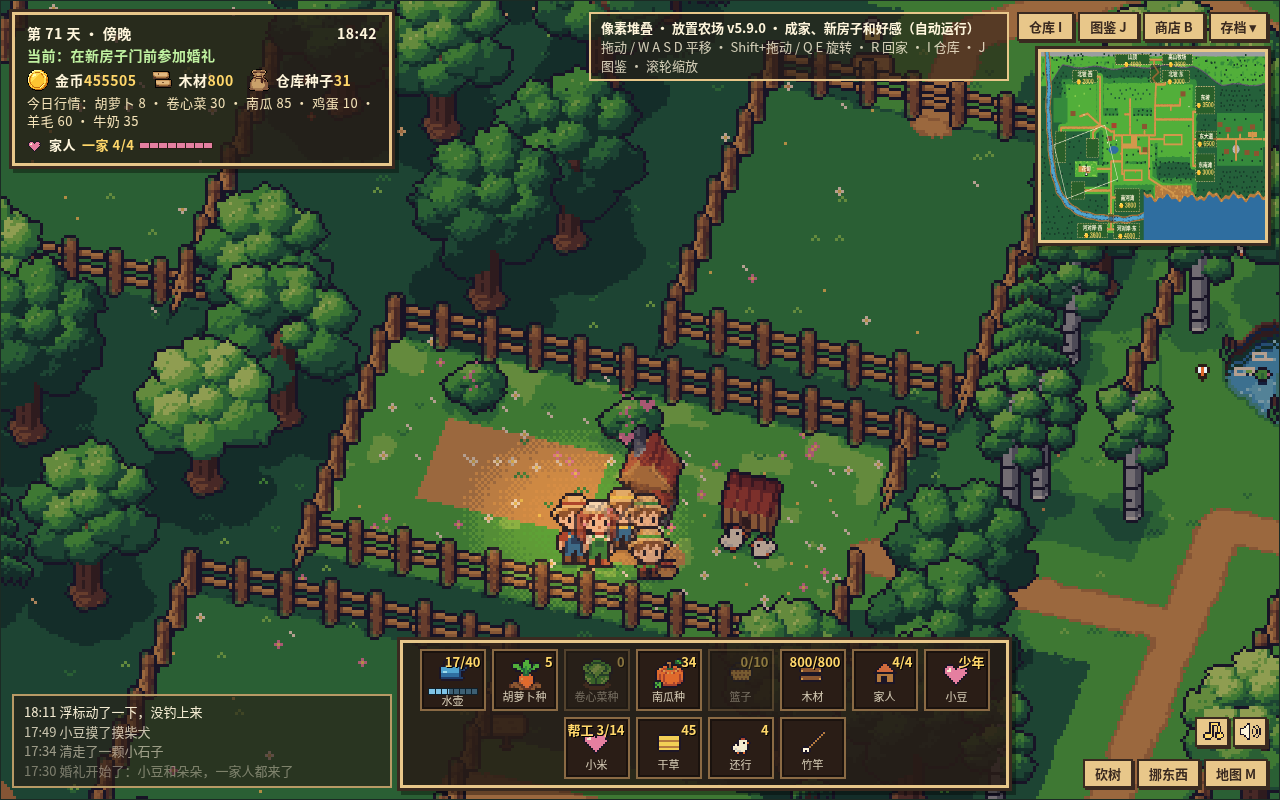 第 71 天 · 傍晚 18:42
当前：在新房子门前参加婚礼
金币455505 木材800 仓库种子31
今日行情：胡萝卜 8 · 卷心菜 30 · 南瓜 85 · 鸡蛋 10 ·
羊毛 60 · 牛奶 35
家人 一家 4/4
像素堆叠 · 放置农场 v5.9.0 · 成家、新房子和好感（自动运行）
拖动 / W A S D 平移 · Shift+拖动 / Q E 旋转 · R 回家 · I 仓库 · J
图鉴 · 滚轮缩放
仓库 I
图鉴 J
商店 B
存档▾
18:11 浮标动了一下，没钓上来
17:49 小豆摸了摸柴犬
17:34 清走了一颗小石子
17:30 婚礼开始了：小豆和朵朵，一家人都来了
17/40
水壶
5
胡萝卜种
0
卷心菜种
34
南瓜种
0/10
篮子
800/800
木材
4/4
家人
少年
小豆
帮工 3/14
小米
45
干草
4
还行
竹竿
砍树
挪东西
地图 M